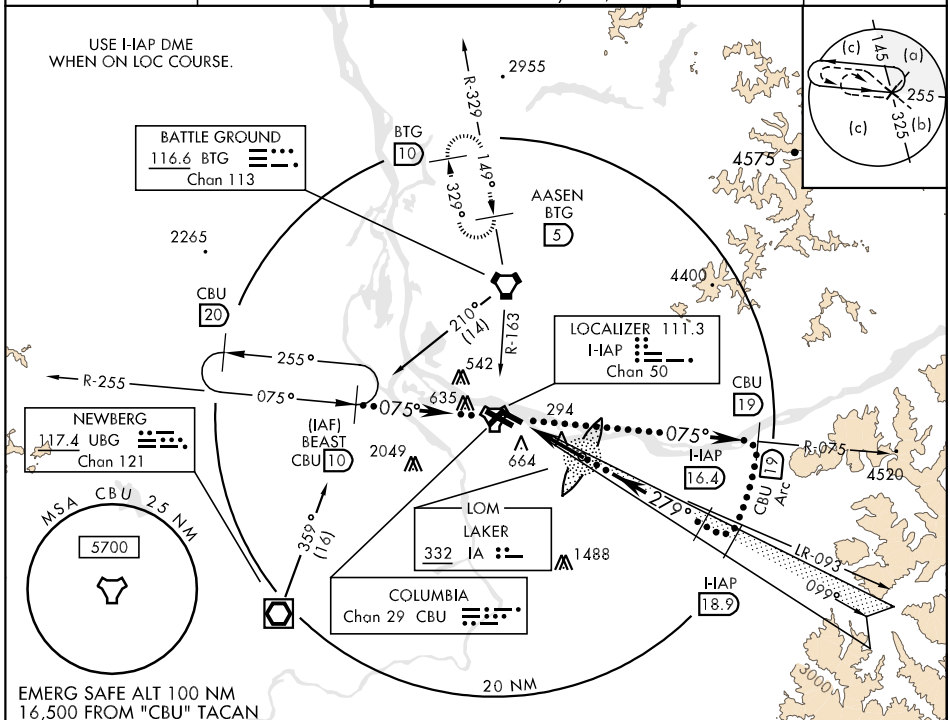 USE I-IAP DME
WHEN ON LOC COURSE.
R-329
2955
(c)
145
(a)
255
(b)
325
(c)
BATTLE GROUND
116.6 BTG
Chan 113
BTG
10
149°
329°
AASEN
BTG
5
4575
2265
4400
CBU
20
210°
(14)
R-163
LOCALIZER 111.3
I-IAP
Chan 50
255°
075°
R-255
542
635
075°
294
CBU
19
075°
R-075
NEWBERG
117.4 UBG
Chan 121
(IAF)
BEAST
CBU 10
2049
664
I-IAP
16.4
CBU 19
Arc
4520
MSA CBU 25 NM
5700
359°
(16)
LOM
LAKER
332 IA
279°
1488
LR-093
099°
COLUMBIA
Chan 29 CBU
I-IAP
18.9
3000
20 NM
EMERG SAFE ALT 100 NM
16,500 FROM "CBU" TACAN